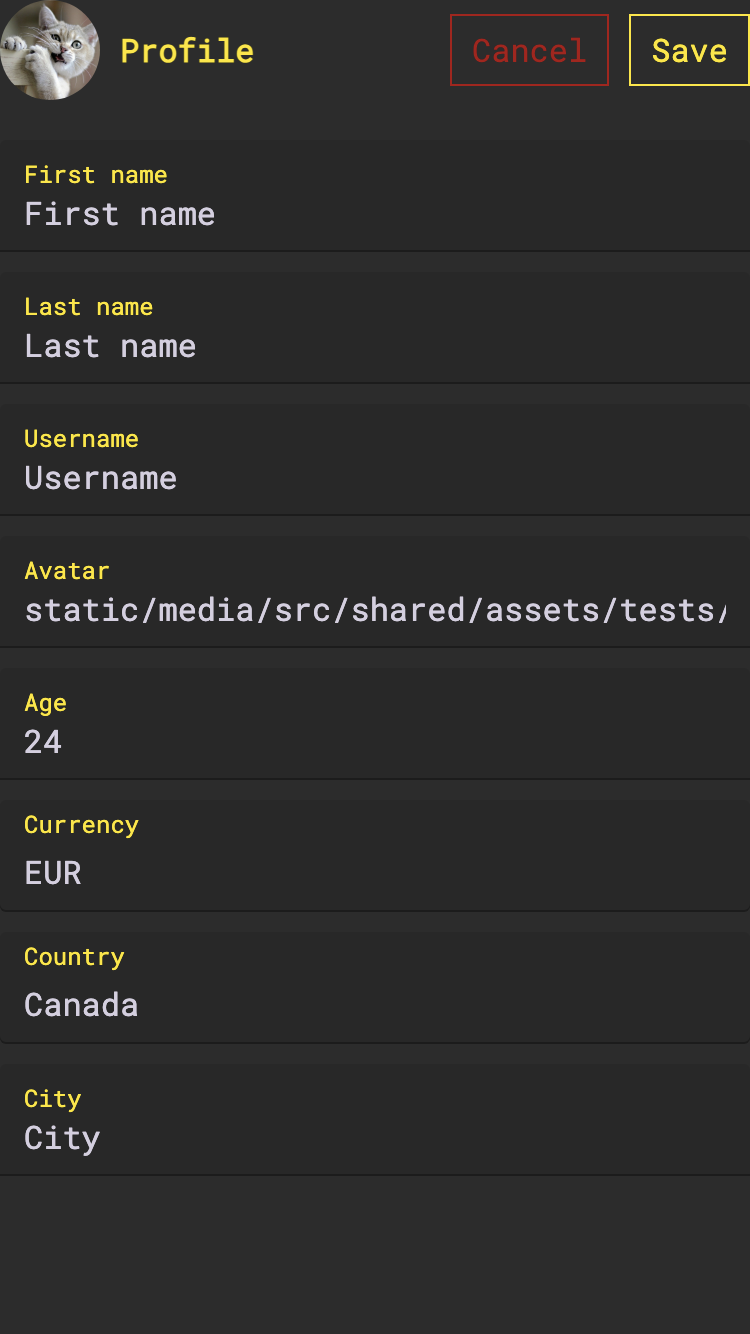 Profile
Cancel
Save
First name
First name
Last name
Last name
Username
Username
Avatar
static/media/src/shared/assets/tests/
Age
24
Currency
EUR
Country
Canada
City
City